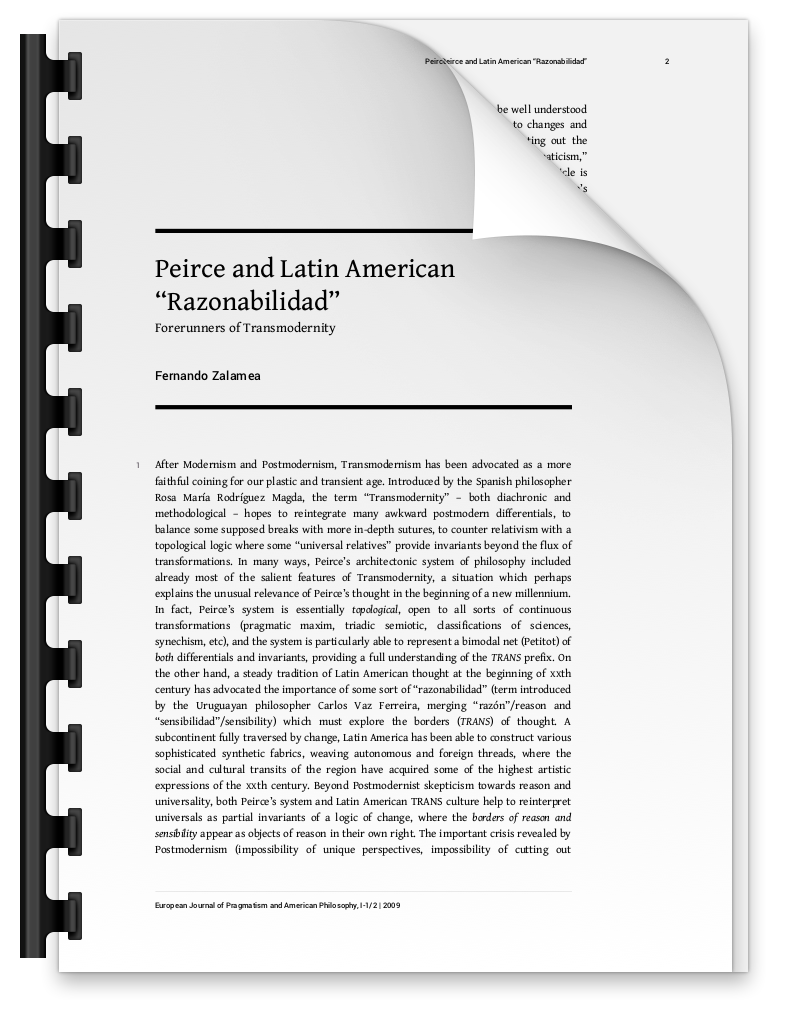 eirce and Latin American “Razonabilidad” 2
be well understood
to changes and
out the
is
Peirce and Latin American
“Razonabilidad”
Forerunners of Transmodernity
Fernando Zalamea
1 After Modernism and Postmodernism, Transmodernism has been advocated as a more
faithful coining for our plastic and transient age. Introduced by the Spanish philosopher
Rosa María Rodríguez Magda, the term “Transmodernity” – both diachronic and
methodological – hopes to reintegrate many awkward postmodern differentials, to
balance some supposed breaks with more in-depth sutures, to counter relativism with a
topological logic where some “universal relatives” provide invariants beyond the flux of
transformations. In many ways, Peirce’s architectonic system of philosophy included
already most of the salient features of Transmodernity, a situation which perhaps
explains the unusual relevance of Peirce’s thought in the beginning of a new millennium.
In fact, Peirce’s system is essentially topological, open to all sorts of continuous
transformations (pragmatic maxim, triadic semiotic, classifications of sciences,
synechism, etc), and the system is particularly able to represent a bimodal net (Petitot) of
both differentials and invariants, providing a full understanding of the TRANS prefix. On
the other hand, a steady tradition of Latin American thought at the beginning of XXth
century has advocated the importance of some sort of “razonabilidad” (term introduced
by the Uruguayan philosopher Carlos Vaz Ferreira, merging “razón”/reason and
“sensibilidad”/sensibility) which must explore the borders (TRANS) of thought. A
subcontinent fully traversed by change, Latin America has been able to construct various
sophisticated synthetic fabrics, weaving autonomous and foreign threads, where the
social and cultural transits of the region have acquired some of the highest artistic
expressions of the XXth century. Beyond Postmodernist skepticism towards reason and
universality, both Peirce’s system and Latin American TRANS culture help to reinterpret
universals as partial invariants of a logic of change, where the borders of reason and
sensibility appear as objects of reason in their own right. The important crisis revealed by
Postmodernism (impossibility of unique perspectives, impossibility of cutting out
European Journal of Pragmatism and American Philosophy, I-1/2 | 2009